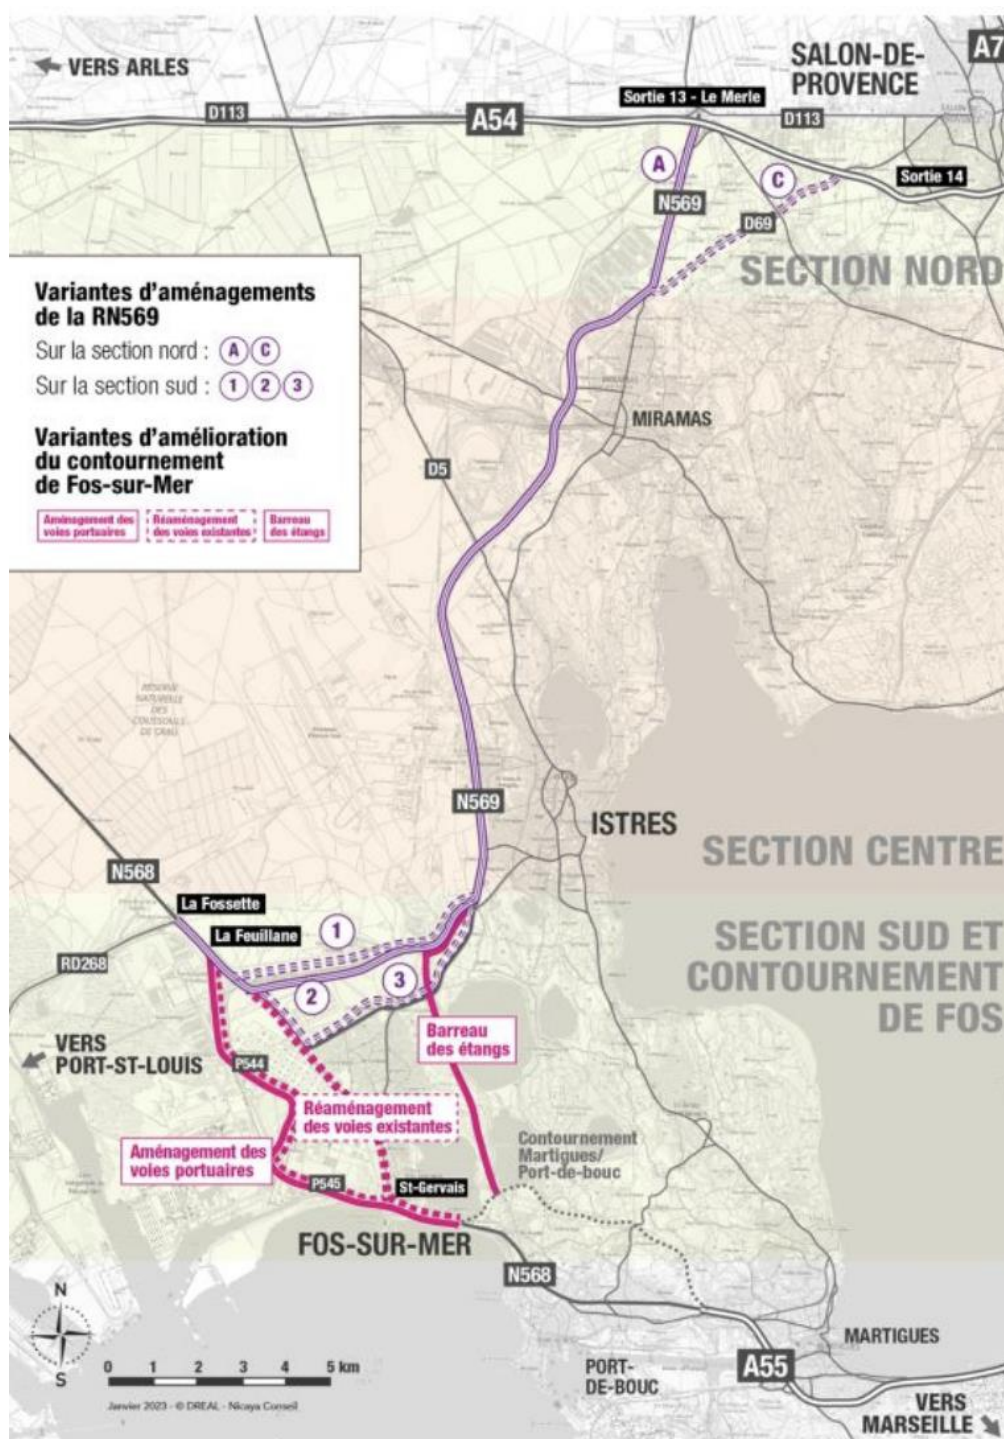 VERS ARLES
SALON-DE-
PROVENCE
A7
Sortie 13 - Le Merle
D113
A54
D113
A
N569
C
Sortie 14
D69
SECTION NORD
Variantes d'aménagements
de la RN569
Sur la section nord : A C
Sur la section sud : 1 2 3
Variantes d'amélioration
du contournement
de Fos-sur-Mer
Aménagement des
voies portuaires
Réaménagement
des voies existantes
Barreau
des étangs
MIRAMAS
D5
RÉSERVE
NATURELLE
DES
COUSSOULS
DE CRAU
N569
ISTRES
SECTION CENTRE
N568
La Fossette
La Feuillane
1
RD268
2
3
SECTION SUD ET
CONTOURNEMENT
DE FOS
Barreau
des étangs
VERS
PORT-ST-LOUIS
P544
Réaménagement
des voies existantes
Aménagement des
voies portuaires
Contournement
Martigues/
Port-de-bouc
P545
St-Gervais
FOS-SUR-MER
N568
N
S
0 1 2 3 4 5 km
MARTIGUES
PORT-
DE-BOUC
A55
VERS
MARSEILLE
Janvier 2023 - © DREAL - Nicaya Conseil